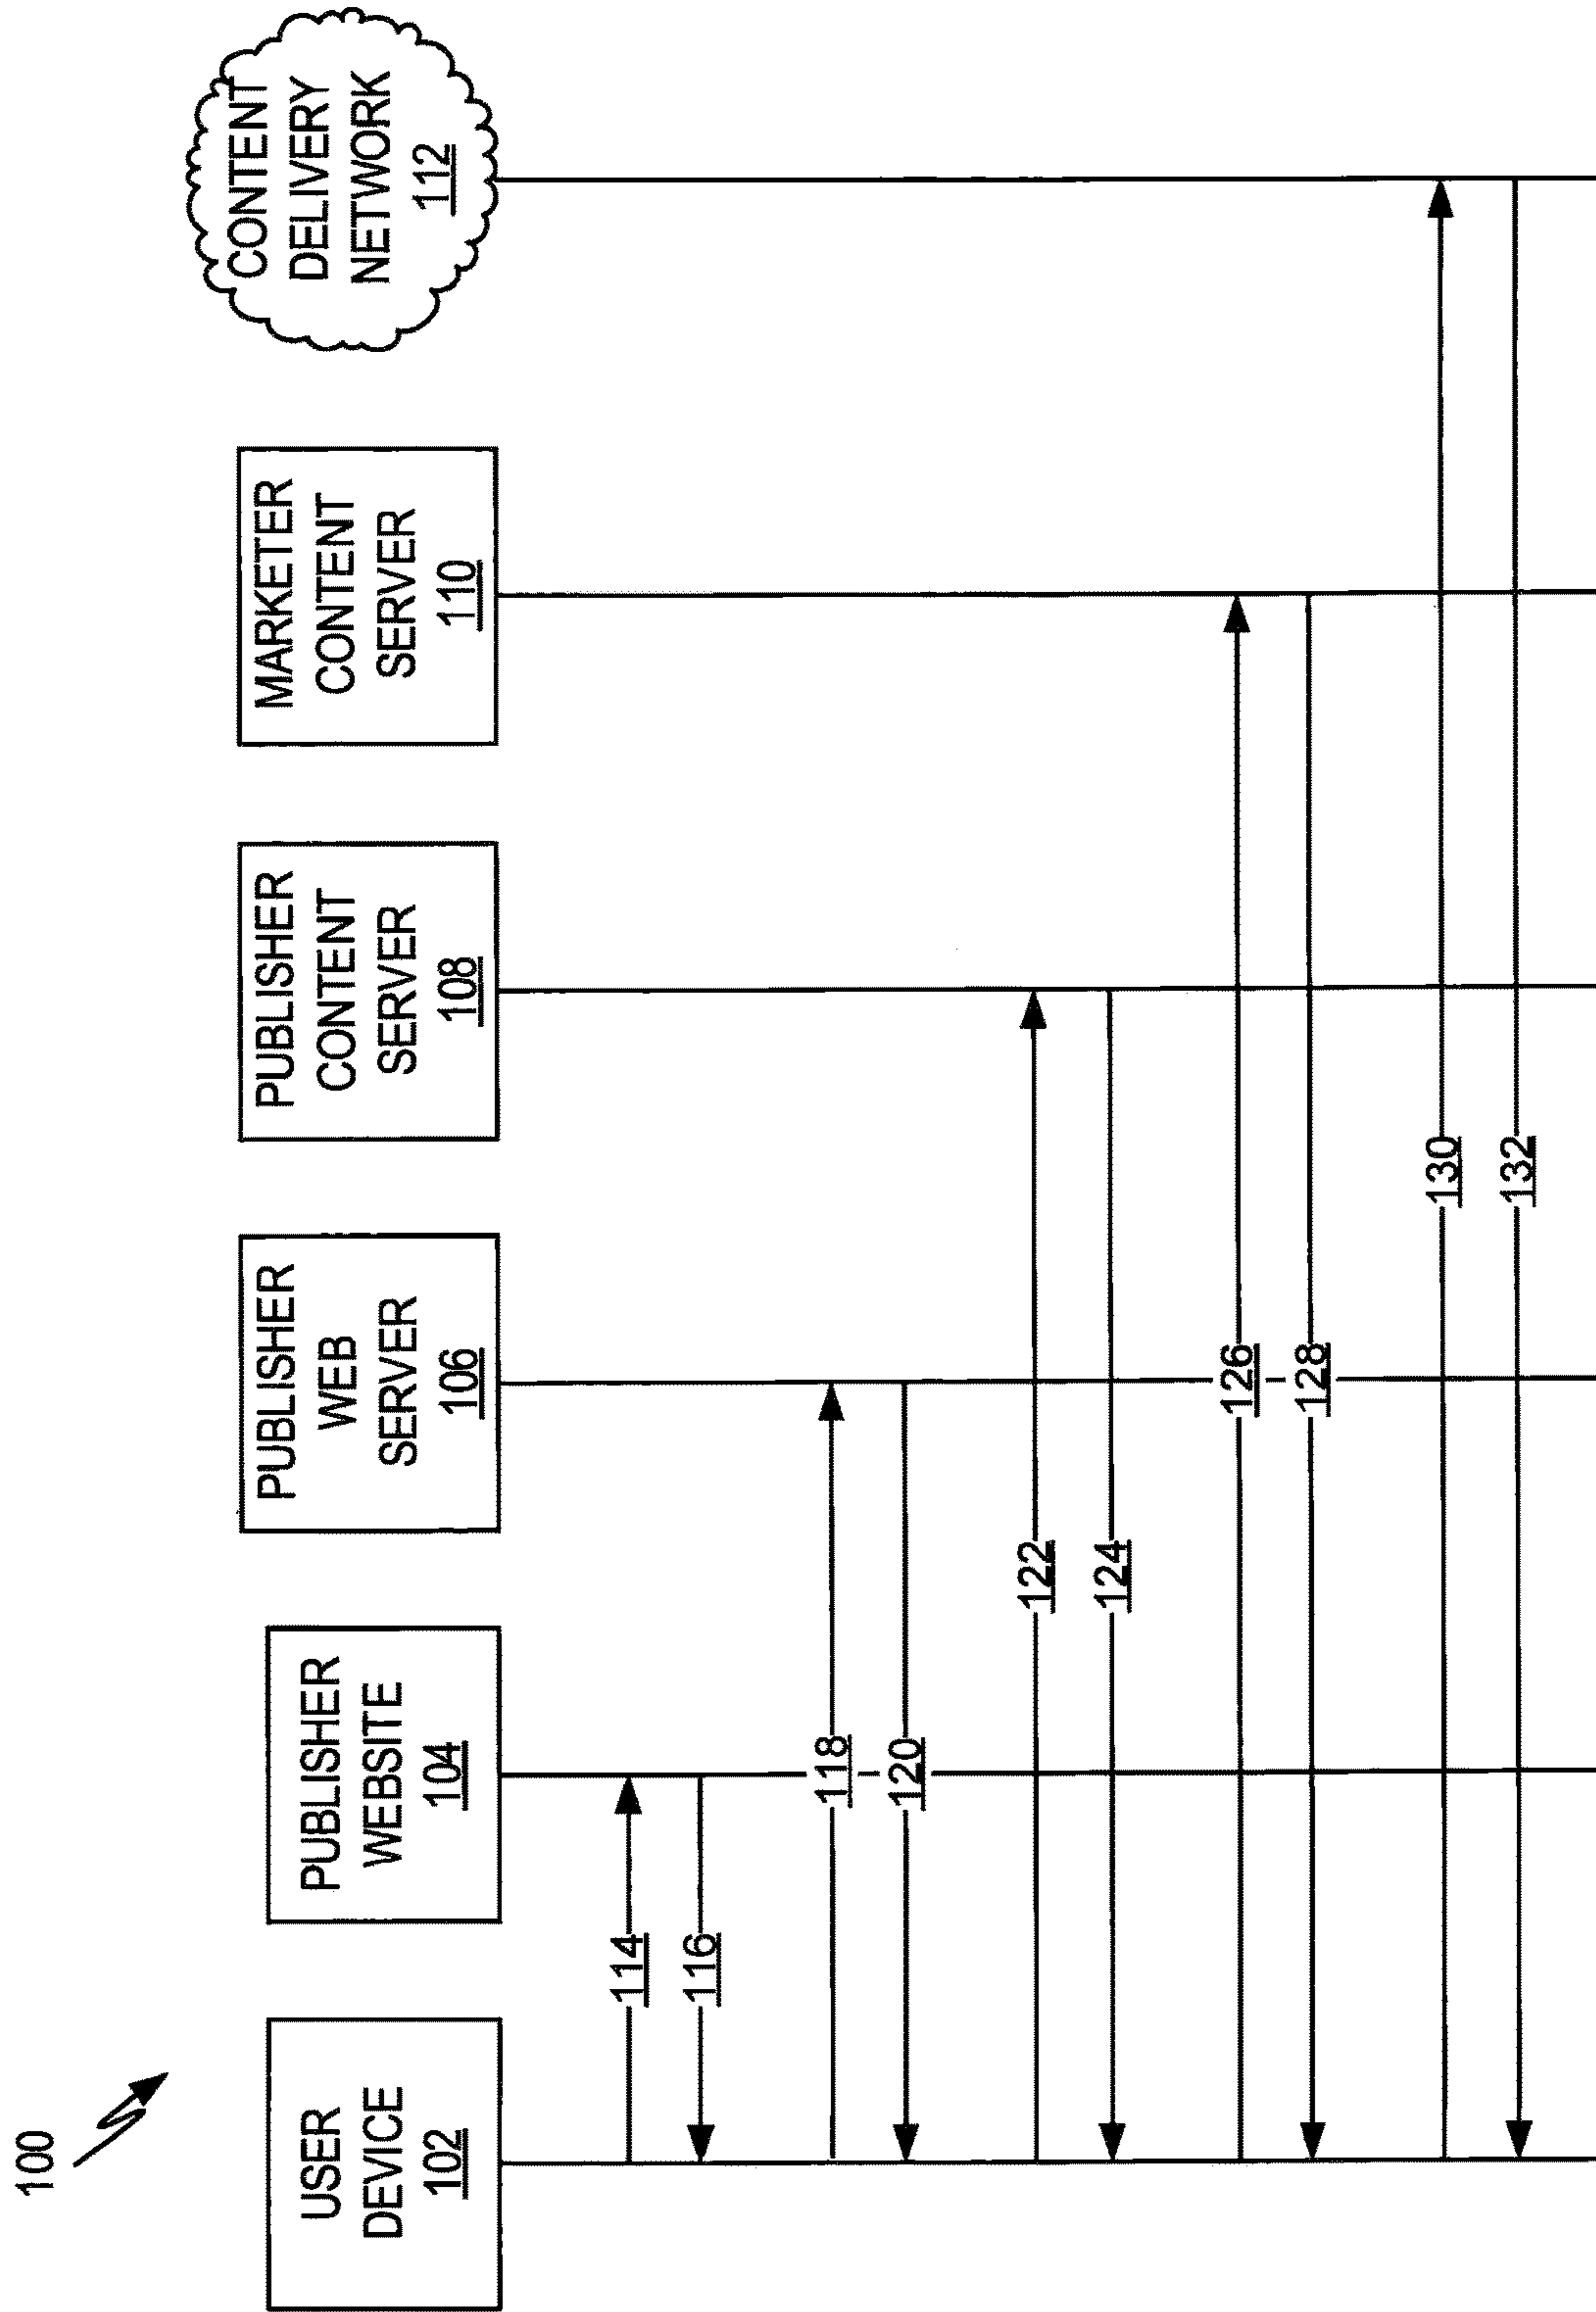 100
USER
DEVICE
102
PUBLISHER
WEBSITE
104
PUBLISHER
WEB
SERVER
106
PUBLISHER
CONTENT
SERVER
108
MARKETER
CONTENT
SERVER
110
CONTENT
DELIVERY
NETWORK
112
114
116
118
120
122
124
126
128
130
132